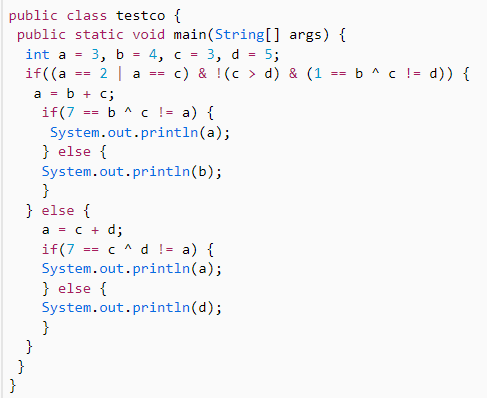 public class testco {
public static void main(String[] args) {
int a = 3, b = 4, c = 3, d = 5;
if((a == 2 | a == c) & !(c > d) & (1 == b ^ c != d)) {
a = b + c;
if(7 == b ^ c != a) {
System.out.println(a);
} else {
System.out.println(b);
}
} else {
a = c + d;
if(7 == c ^ d != a) {
System.out.println(a);
} else {
System.out.println(d);
}
}
}
}